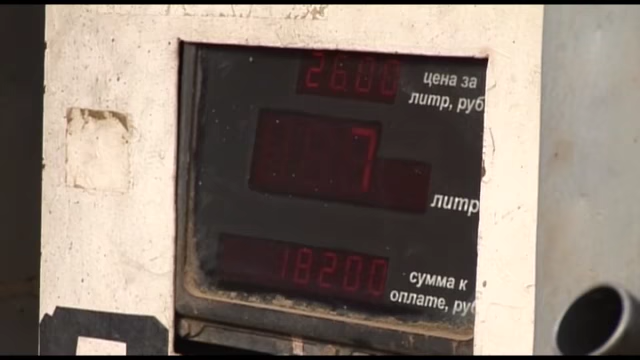 2600 цена за
литр, руб
7
литр
18200 сумма к
оплате, руб